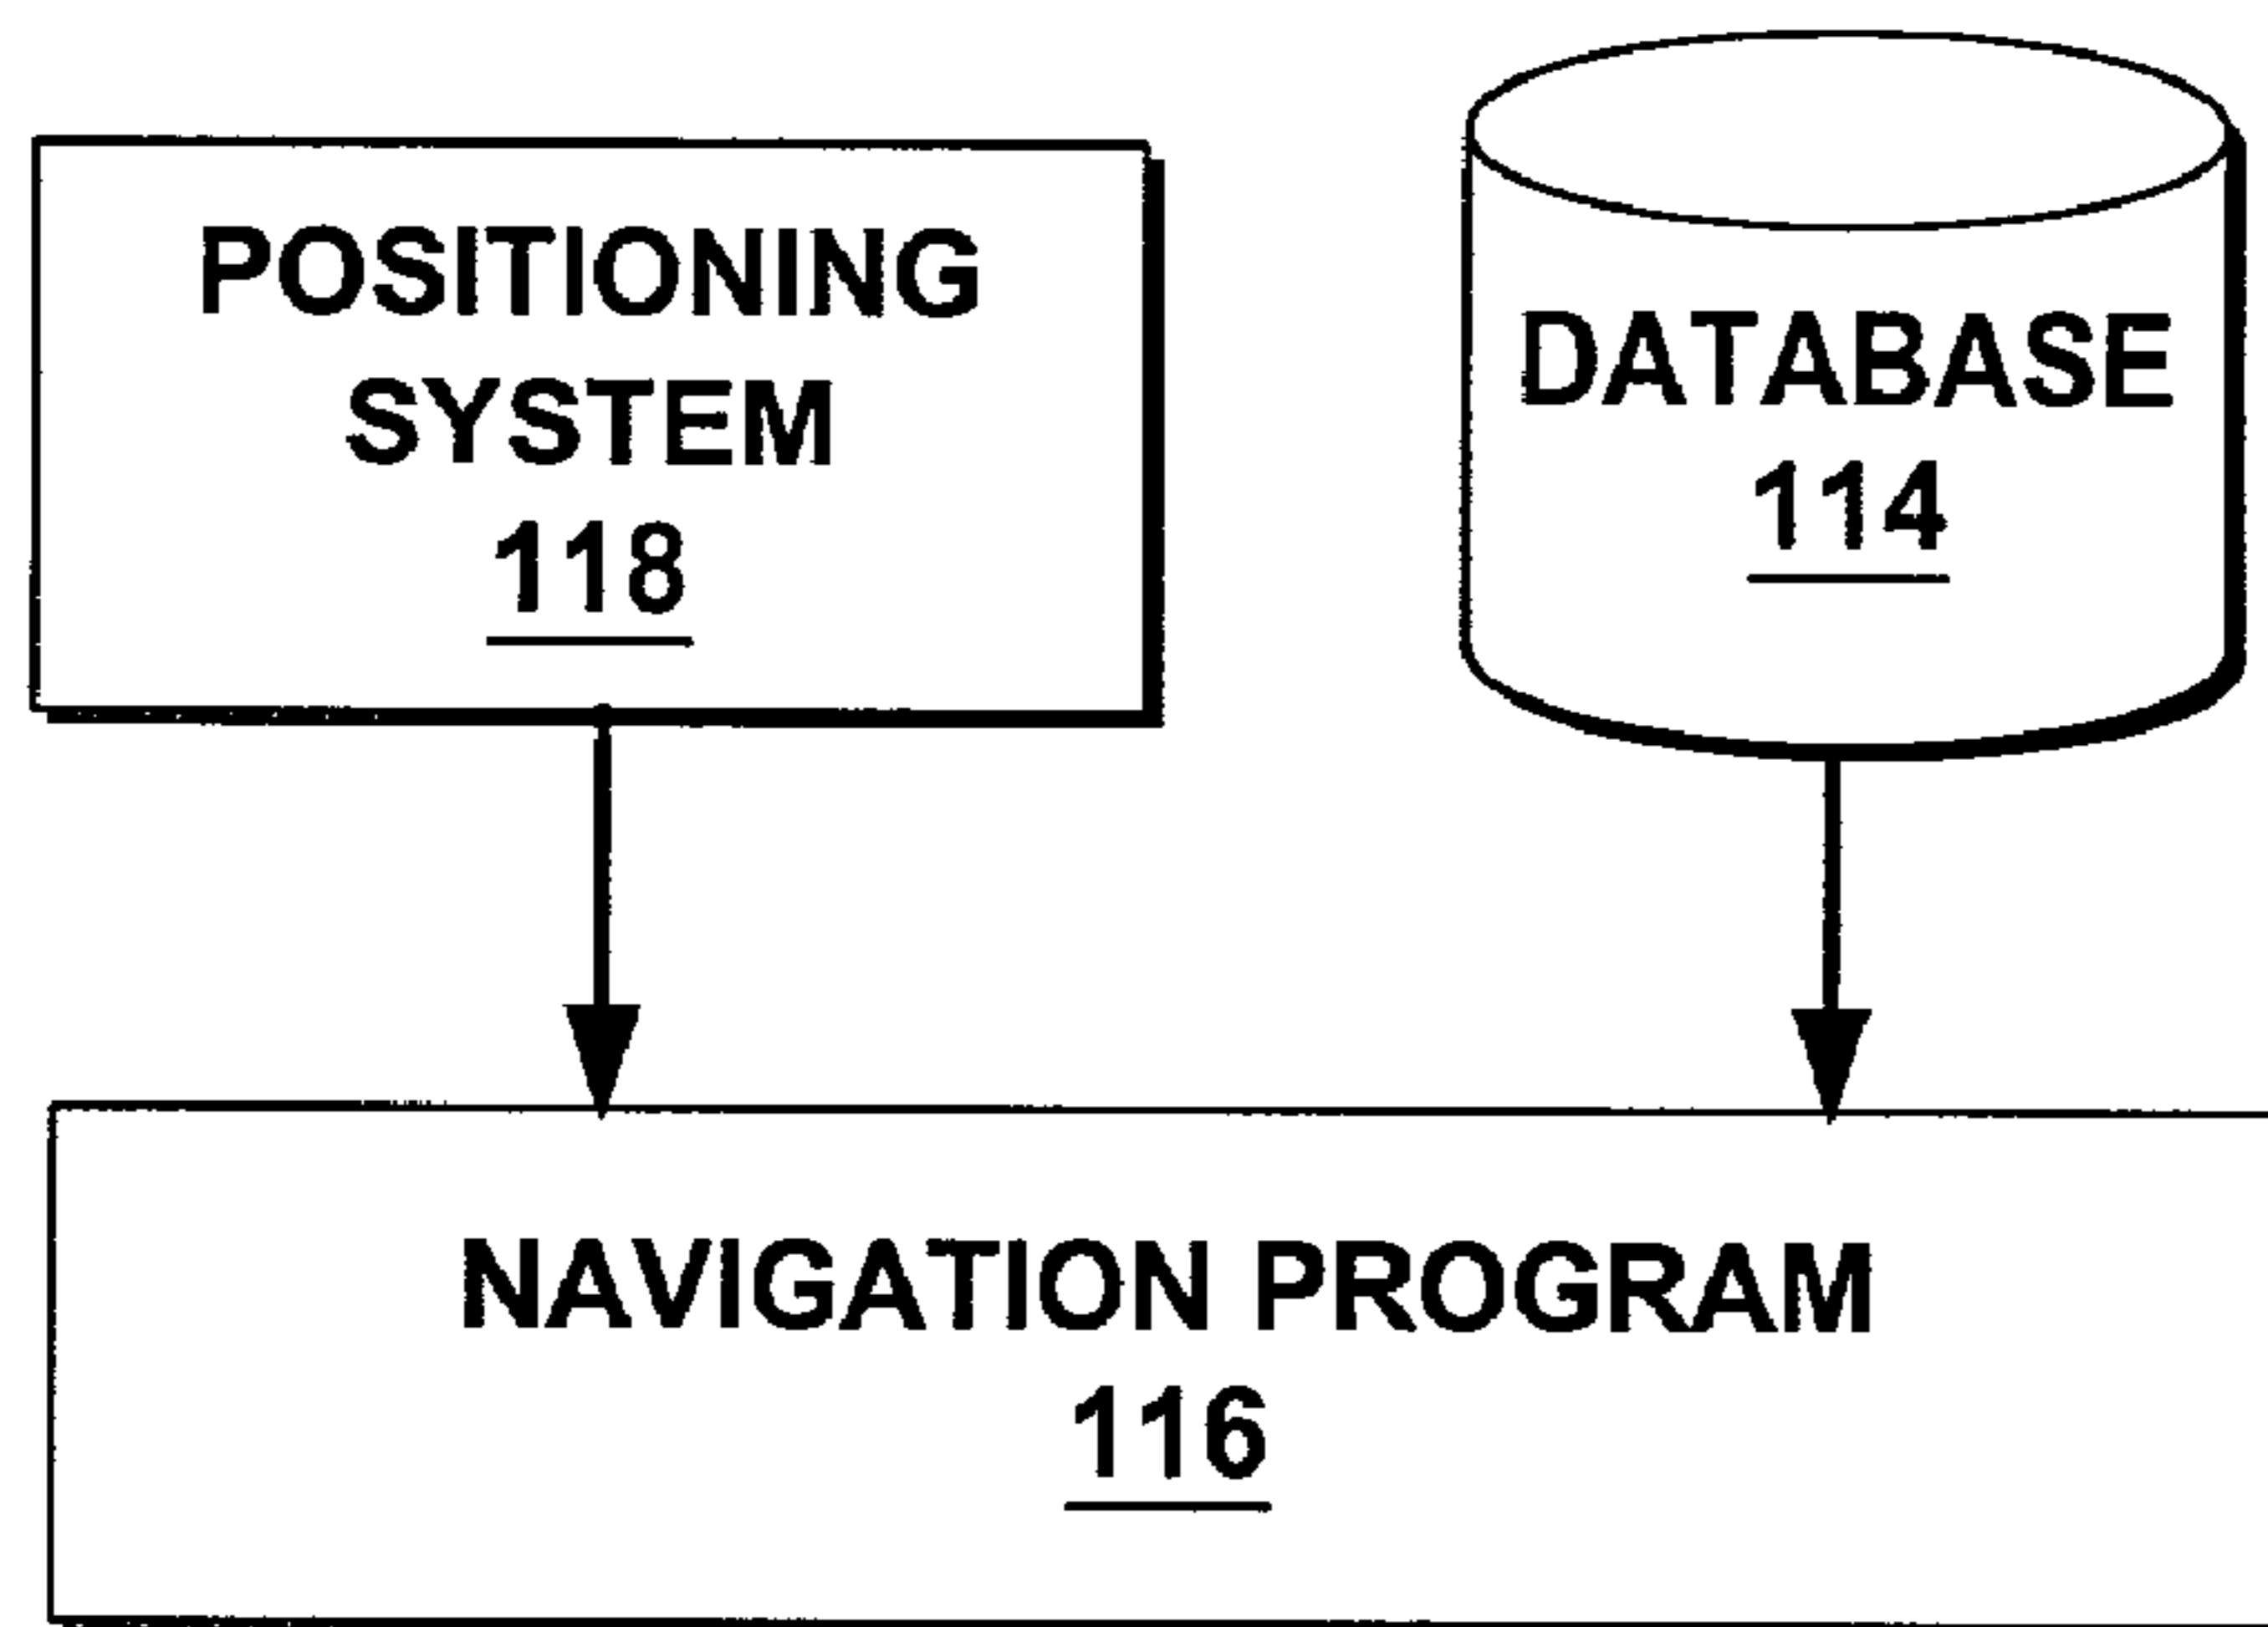 POSITIONING
SYSTEM
118
DATABASE
114
NAVIGATION PROGRAM
116